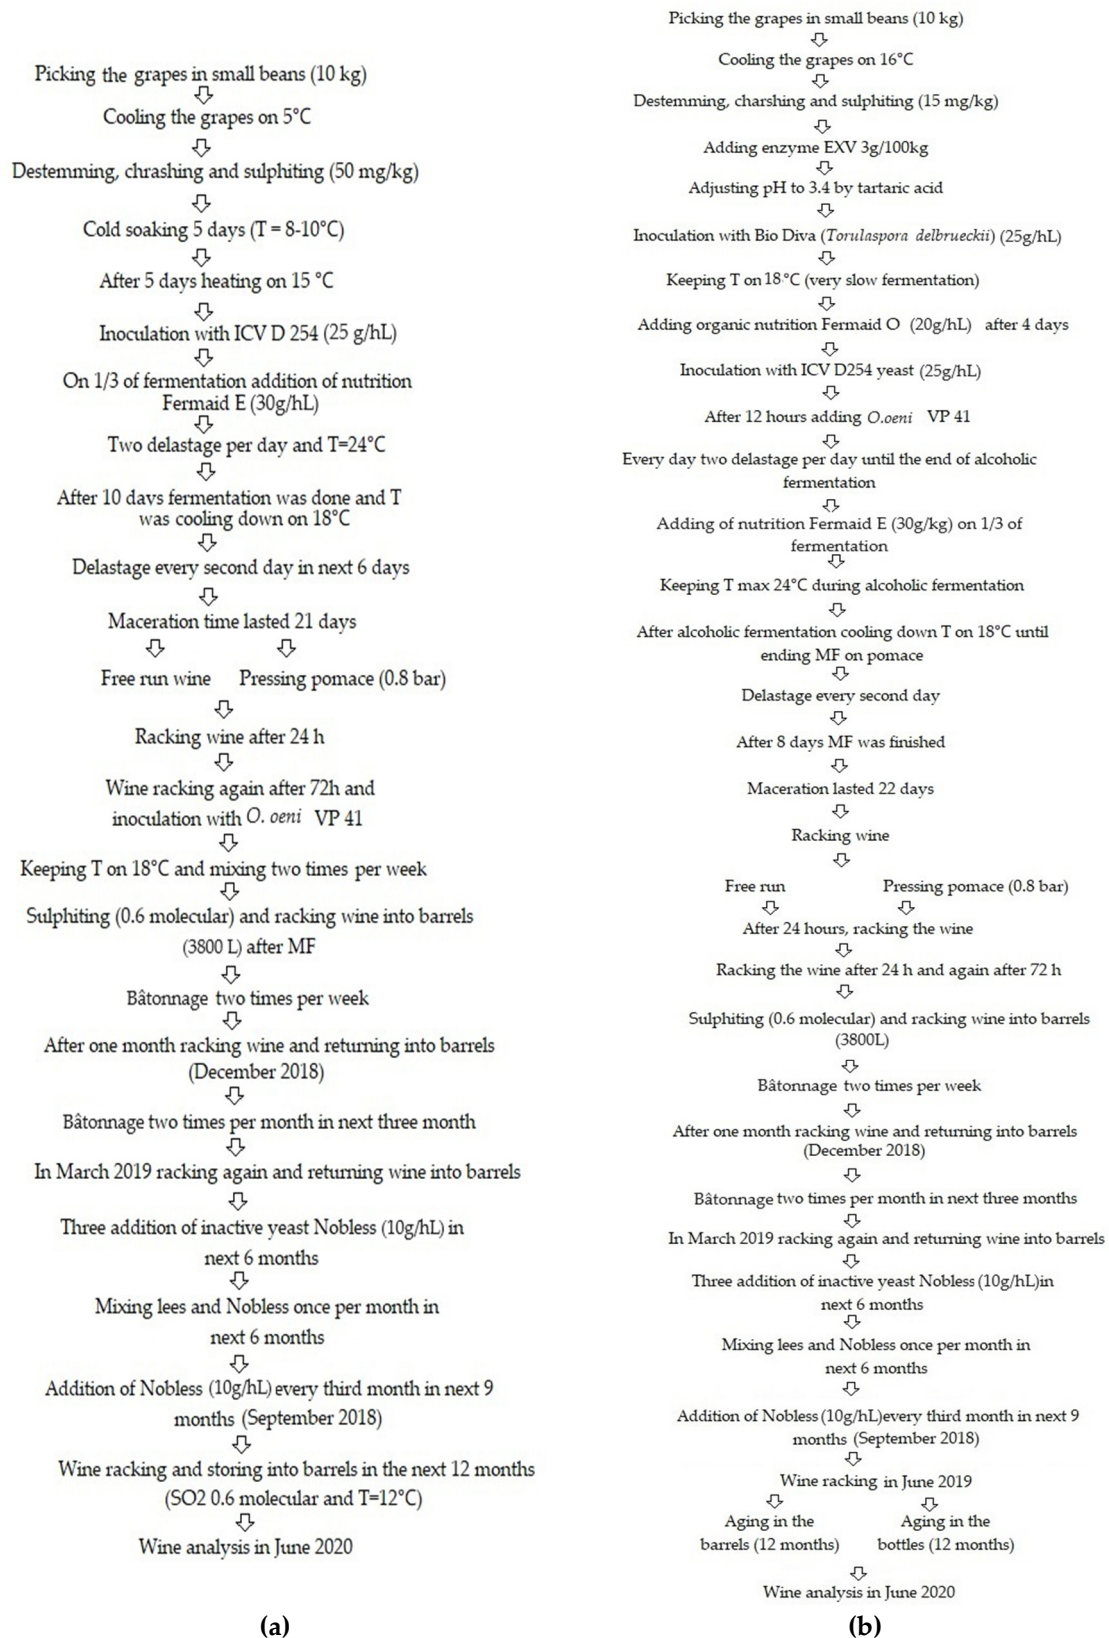 Picking the grapes in small beans (10 kg)
Cooling the grapes on 5°C
Destemming, chrashing and sulphiting (50 mg/kg)
Cold soaking 5 days (T = 8-10°C)
After 5 days heating on 15 °C
Inoculation with ICV D 254 (25 g/hL)
On 1/3 of fermentation addition of nutrition
Fermaid E (30g/hL)
Two delastage per day and T=24°C
After 10 days fermentation was done and T
was cooling down on 18°C
Delastage every second day in next 6 days
Maceration time lasted 21 days
Free run wine Pressing pomace (0.8 bar)
Racking wine after 24 h
Wine racking again after 72h and
inoculation with O. oeni VP 41
Keeping T on 18°C and mixing two times per week
Sulphiting (0.6 molecular) and racking wine into barrels
(3800 L) after MF
Bâtonnage two times per week
After one month racking wine and returning into barrels
(December 2018)
Bâtonnage two times per month in next three month
In March 2019 racking again and returning wine into barrels
Three addition of inactive yeast Nobless (10g/hL) in
next 6 months
Mixing lees and Nobless once per month in
next 6 months
Addition of Nobless (10g/hL) every third month in next 9
months (September 2018)
Wine racking and storing into barrels in the next 12 months
(SO2 0.6 molecular and T=12°C)
Wine analysis in June 2020
(a)
Picking the grapes in small beans (10 kg)
Cooling the grapes on 16°C
Destemming, charshing and sulphiting (15 mg/kg)
Adding enzyme EXV 3g/100kg
Adjusting pH to 3.4 by tartaric acid
Inoculation with Bio Diva (Torulaspora delbrueckii) (25g/hL)
Keeping T on 18 °C (very slow fermentation)
Adding organic nutrition Fermaid O (20g/hL) after 4 days
Inoculation with ICV D254 yeast (25g/hL)
After 12 hours adding O.oeni VP 41
Every day two delastage per day until the end of alcoholic
fermentation
Adding of nutrition Fermaid E (30g/kg) on 1/3 of
fermentation
Keeping T max 24°C during alcoholic fermentation
After alcoholic fermentation cooling down T on 18°C until
ending MF on pomace
Delastage every second day
After 8 days MF was finished
Maceration lasted 22 days
Racking wine
Free run Pressing pomace (0.8 bar)
After 24 hours, racking the wine
Racking the wine after 24 h and again after 72 h
Sulphiting (0.6 molecular) and racking wine into barrels
(3800L)
Bâtonnage two times per week
After one month racking wine and returning into barrels
(December 2018)
Bâtonnage two times per month in next three months
In March 2019 racking again and returning wine into barrels
Three addition of inactive yeast Nobless (10g/hL)in
next 6 months
Mixing lees and Nobless once per month in
next 6 months
Addition of Nobless (10g/hL)every third month in next 9
months (September 2018)
Wine racking in June 2019
Aging in the Aging in the
barrels (12 months) bottles (12 months)
Wine analysis in June 2020
(b)